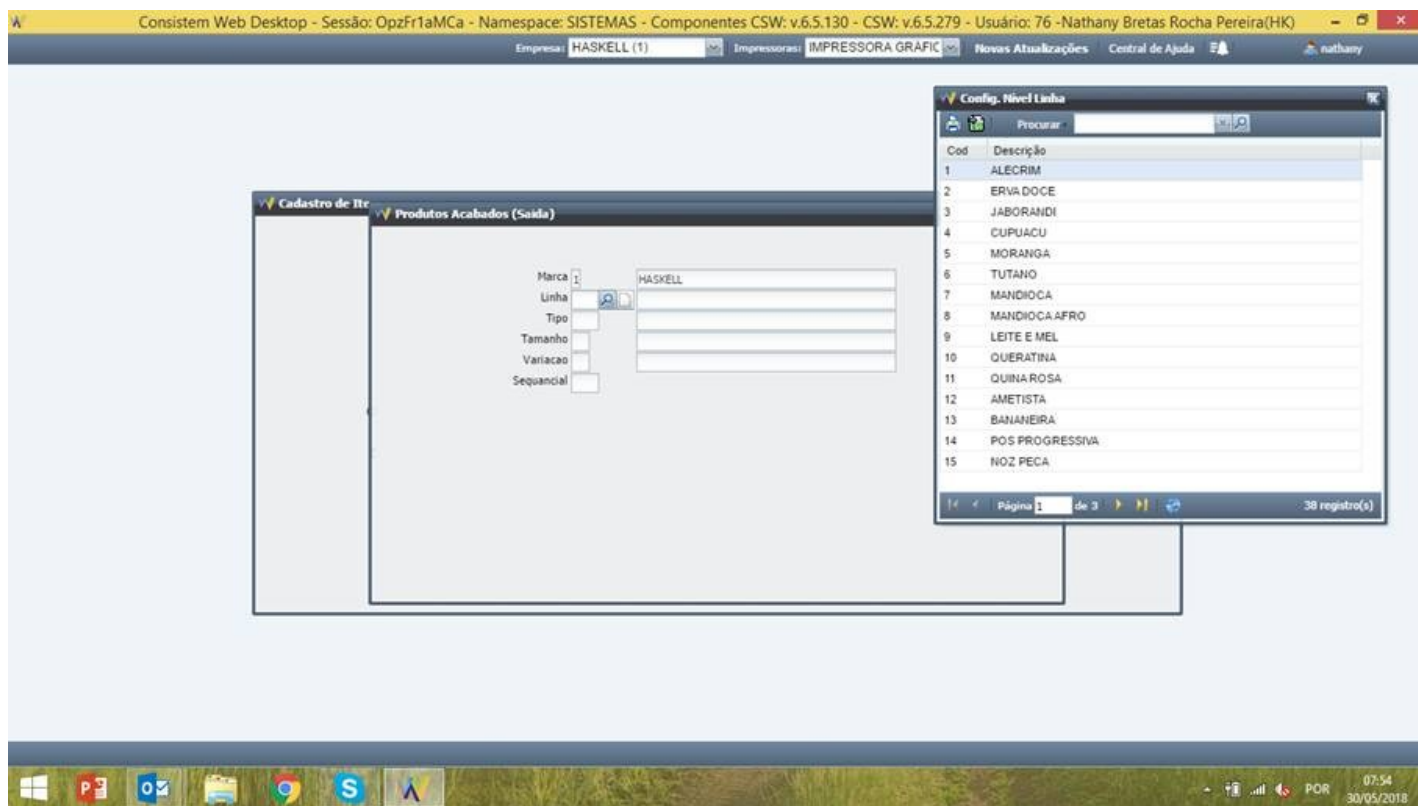 Consistem Web Desktop - Sessão: OpzFr1aMCa - Namespace: SISTEMAS - Componentes CSW: v.6.5.130 - CSW: v.6.5.279 - Usuário: 76 -Nathany Bretas Rocha Pereira(HK)
Empresa: HASKELL (1) Impressoras: IMPRESSORA GRAFIC Novas Atualizações Central de Ajuda nathany
Config. Nível Linha
Procurar
Cod Descrição
1 ALECRIM
2 ERVA DOCE
3 JABORANDI
4 CUPUACU
5 MORANGA
6 TUTANO
7 MANDIOCA
8 MANDIOCA AFRO
9 LEITE E MEL
10 QUERATINA
11 QUINA ROSA
12 AMETISTA
13 BANANEIRA
14 POS PROGRESSIVA
15 NOZ PECA
Página 1 de 3 38 registro(s)
Cadastro de Ite
Produtos Acabados (Saída)
Marca 1 HASKELL
Linha
Tipo
Tamanho
Variacao
Sequancial
POR 07:54
30/05/2018